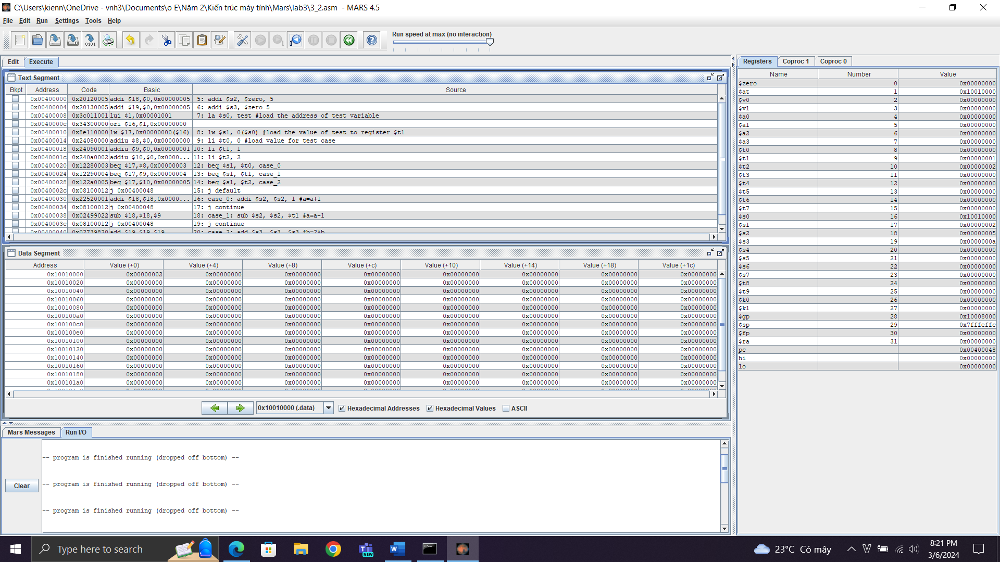 C:\Users\kienn\OneDrive - vnh3\Documents\o E\Năm 2\Kiến trúc máy tính\Mars\lab3\3_2.asm - MARS 4.5
File Edit Run Settings Tools Help
Run speed at max (no interaction)
Edit Execute
Text Segment
Bkpt Address Code Basic Source
0x00400000 0x20120005 addi $18,$0,0x00000005 5: addi $s2, $zero, 5
0x00400004 0x20130005 addi $19,$0,0x00000005 6: addi $s3, $zero 5
0x00400008 0x3c011001 lui $1,0x00001001 7: la $s0, test #load the address of test variable
0x0040000c 0x34300000 ori $16,$1,0x00000000
0x00400010 0x8e110000 lw $17,0x00000000($16) 8: lw $s1, 0($s0) #load the value of test to register $t1
0x00400014 0x24080000 addiu $8,$0,0x00000000 9: li $t0, 0 #load value for test case
0x00400018 0x24090001 addiu $9,$0,0x00000001 10: li $t1, 1
0x0040001c 0x240a0002 addiu $10,$0,0x0000... 11: li $t2, 2
0x00400020 0x12280003 beq $17,$8,0x00000003 12: beq $s1, $t0, case_0
0x00400024 0x12290004 beq $17,$9,0x00000004 13: beq $s1, $t1, case_1
0x00400028 0x122a0005 beq $17,$10,0x00000005 14: beq $s1, $t2, case_2
0x0040002c 0x08100012 j 0x00400048 15: j default
0x00400030 0x22520001 addi $18,$18,0x0000... 16: case_0: addi $s2, $s2, 1 #a=a+1
0x00400034 0x08100012 j 0x00400048 17: j continue
0x00400038 0x02499022 sub $18,$18,$9 18: case_1: sub $s2, $s2, $t1 #a=a-1
0x0040003c 0x08100012 j 0x00400048 19: j continue
0x00400040 0x02739820 add $19,$19,$19 20: case_2: add $s3, $s3, $s3 #b=2*b
Data Segment
Address Value (+0) Value (+4) Value (+8) Value (+c) Value (+10) Value (+14) Value (+18) Value (+1c)
0x10010000 0x00000002 0x00000000 0x00000000 0x00000000 0x00000000 0x00000000 0x00000000 0x00000000
0x10010020 0x00000000 0x00000000 0x00000000 0x00000000 0x00000000 0x00000000 0x00000000 0x00000000
0x10010040 0x00000000 0x00000000 0x00000000 0x00000000 0x00000000 0x00000000 0x00000000 0x00000000
0x10010060 0x00000000 0x00000000 0x00000000 0x00000000 0x00000000 0x00000000 0x00000000 0x00000000
0x10010080 0x00000000 0x00000000 0x00000000 0x00000000 0x00000000 0x00000000 0x00000000 0x00000000
0x100100a0 0x00000000 0x00000000 0x00000000 0x00000000 0x00000000 0x00000000 0x00000000 0x00000000
0x100100c0 0x00000000 0x00000000 0x00000000 0x00000000 0x00000000 0x00000000 0x00000000 0x00000000
0x100100e0 0x00000000 0x00000000 0x00000000 0x00000000 0x00000000 0x00000000 0x00000000 0x00000000
0x10010100 0x00000000 0x00000000 0x00000000 0x00000000 0x00000000 0x00000000 0x00000000 0x00000000
0x10010120 0x00000000 0x00000000 0x00000000 0x00000000 0x00000000 0x00000000 0x00000000 0x00000000
0x10010140 0x00000000 0x00000000 0x00000000 0x00000000 0x00000000 0x00000000 0x00000000 0x00000000
0x10010160 0x00000000 0x00000000 0x00000000 0x00000000 0x00000000 0x00000000 0x00000000 0x00000000
0x10010180 0x00000000 0x00000000 0x00000000 0x00000000 0x00000000 0x00000000 0x00000000 0x00000000
0x100101a0 0x00000000 0x00000000 0x00000000 0x00000000 0x00000000 0x00000000 0x00000000 0x00000000
0x10010000 (.data) Hexadecimal Addresses Hexadecimal Values ASCII
Mars Messages Run I/O
-- program is finished running (dropped off bottom) --
-- program is finished running (dropped off bottom) --
-- program is finished running (dropped off bottom) --
Clear
Registers Coproc 1 Coproc 0
Name Number Value
$zero 0 0x00000000
$at 1 0x10010000
$v0 2 0x00000000
$v1 3 0x00000000
$a0 4 0x00000000
$a1 5 0x00000000
$a2 6 0x00000000
$a3 7 0x00000000
$t0 8 0x00000000
$t1 9 0x00000001
$t2 10 0x00000002
$t3 11 0x00000000
$t4 12 0x00000000
$t5 13 0x00000000
$t6 14 0x00000000
$t7 15 0x00000000
$s0 16 0x10010000
$s1 17 0x00000002
$s2 18 0x00000005
$s3 19 0x0000000a
$s4 20 0x00000000
$s5 21 0x00000000
$s6 22 0x00000000
$s7 23 0x00000000
$t8 24 0x00000000
$t9 25 0x00000000
$k0 26 0x00000000
$k1 27 0x00000000
$gp 28 0x10008000
$sp 29 0x7fffeffc
$fp 30 0x00000000
$ra 31 0x00000000
pc 0x00400048
hi 0x00000000
lo 0x00000000
Type here to search
NEW
23°C Có mây
8:21 PM
3/6/2024